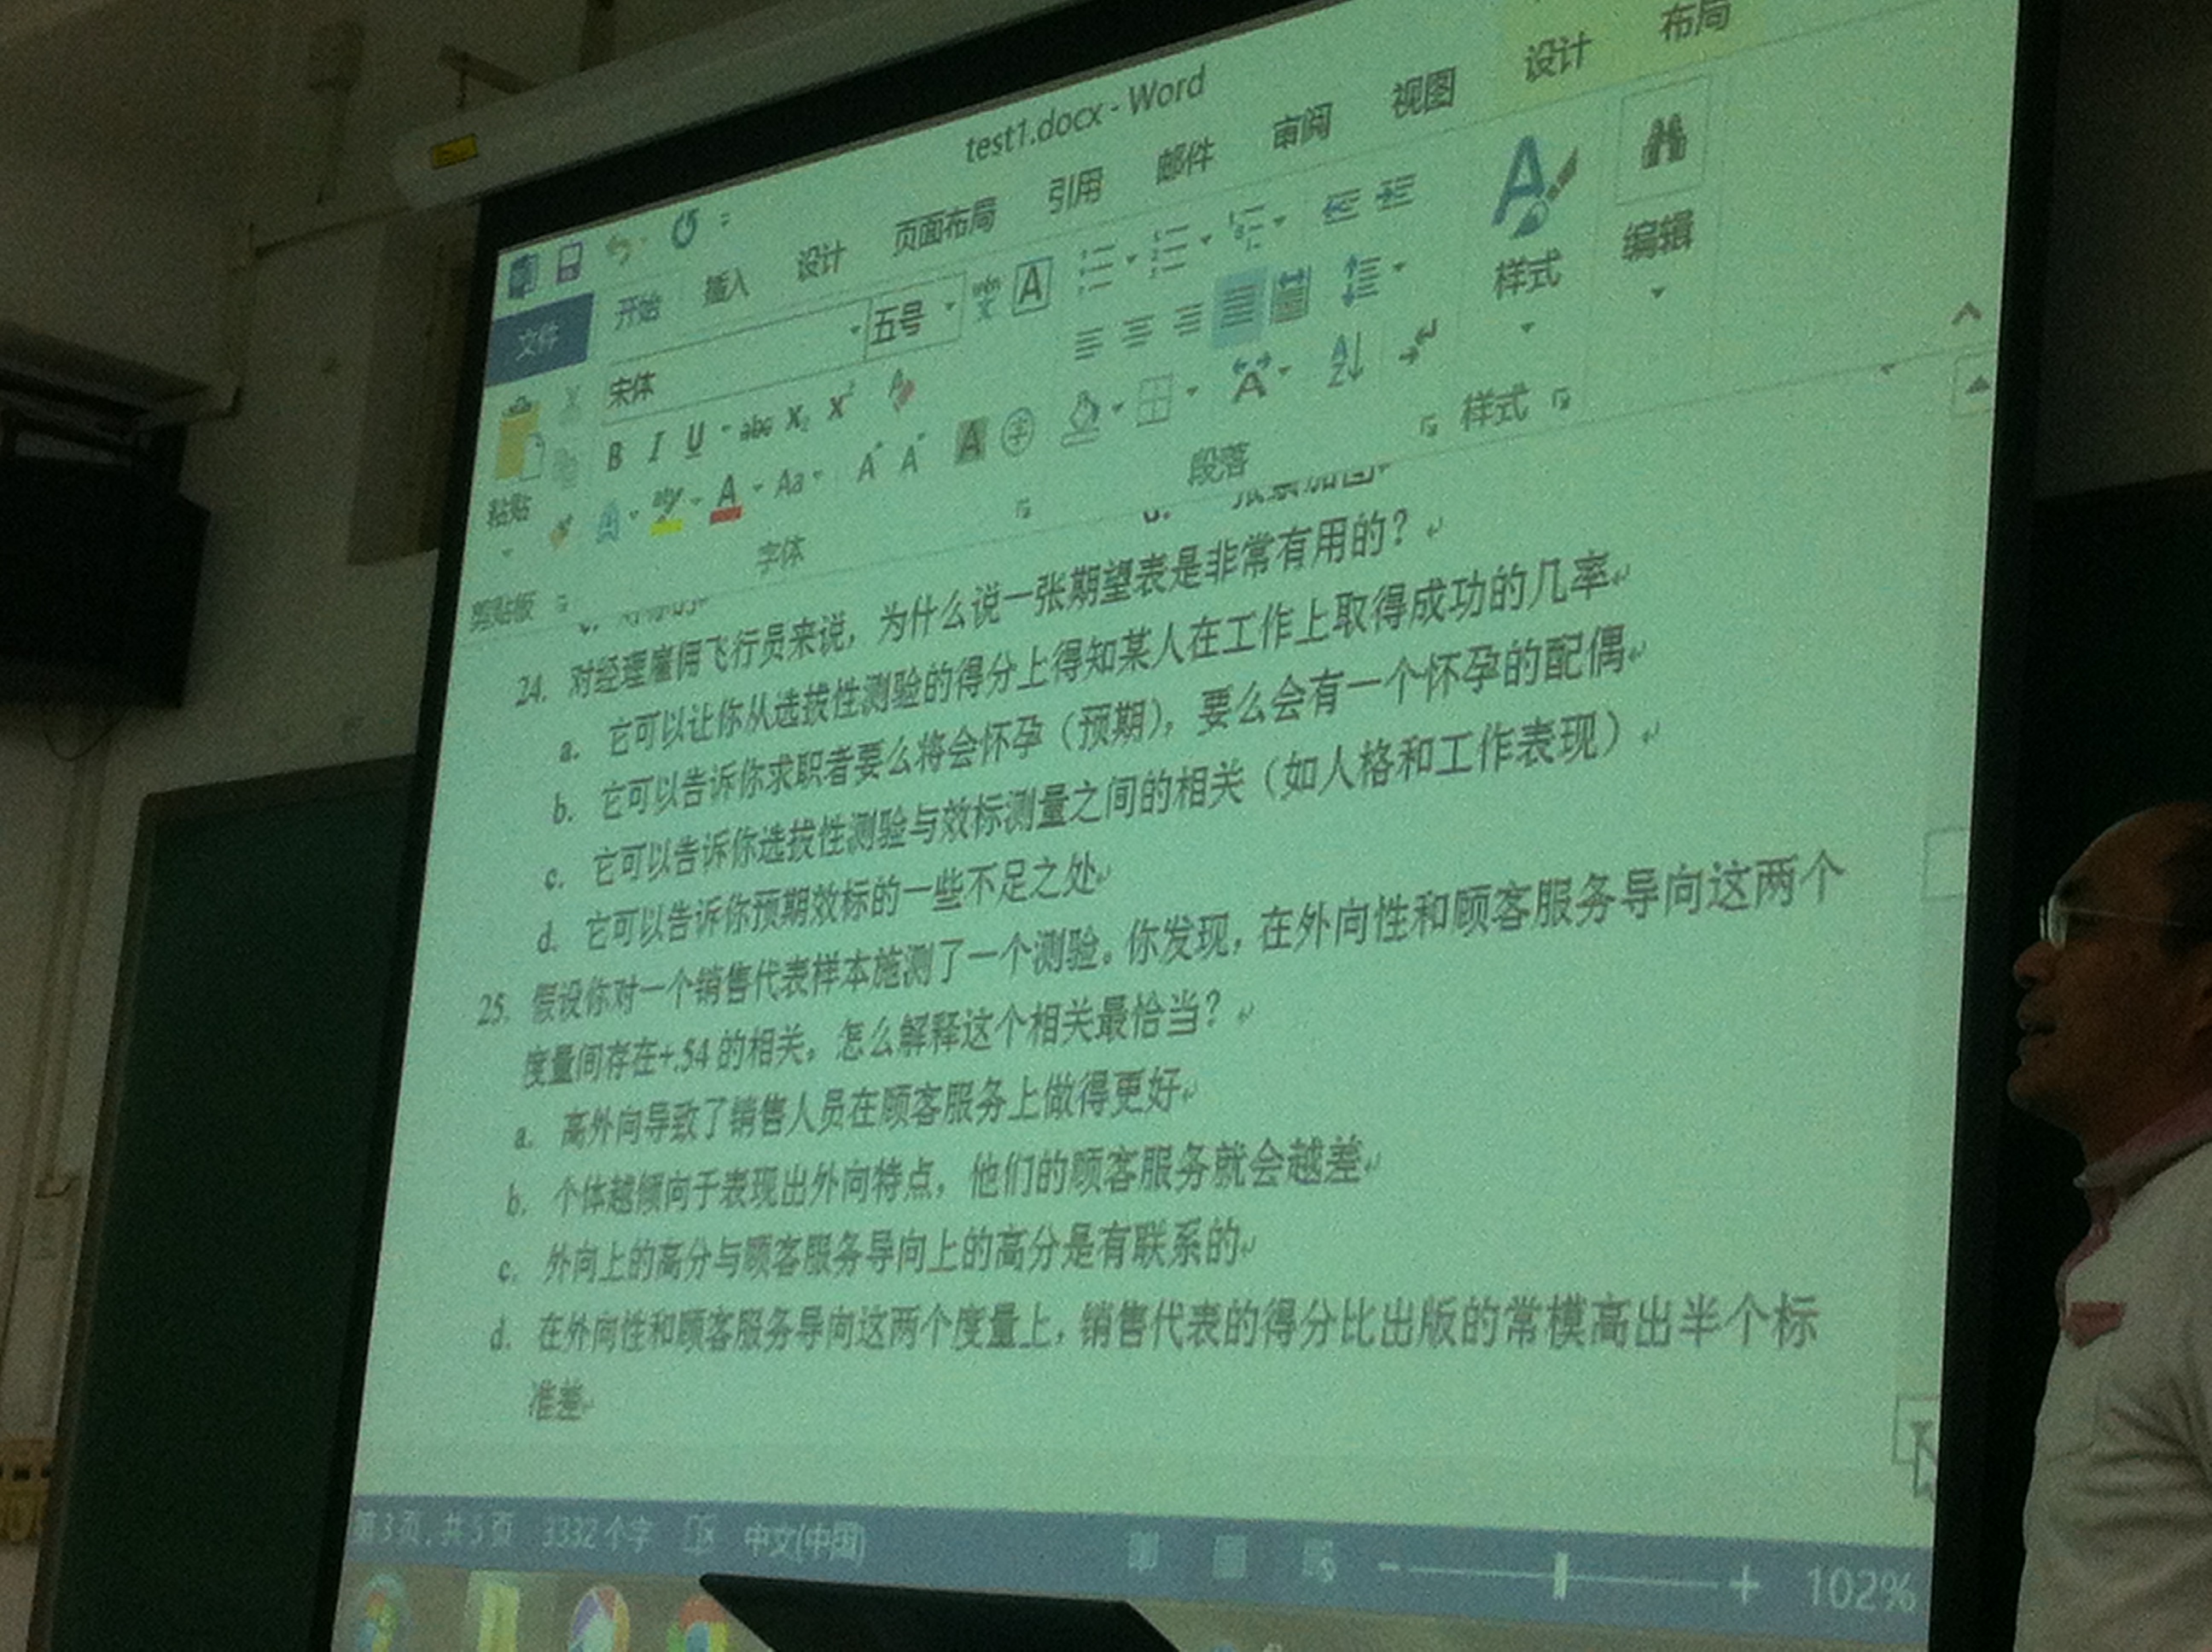 test1.docx - Word
设计 布局
文件 开始 插入 设计 页面布局 引用 邮件 审阅 视图
宋体 五号
B I U abc X₂ X² A
粘贴 A aby A Aa A A A 字
样式 编辑
剪贴板 字体 段落 样式
24. 对经理雇佣飞行员来说，为什么说一张期望表是非常有用的？
a. 它可以让你从选拔性测验的得分上得知某人在工作上取得成功的几率
b. 它可以告诉你求职者要么将会怀孕（预期），要么会有一个怀孕的配偶
c. 它可以告诉你选拔性测验与效标测量之间的相关（如人格和工作表现）
d. 它可以告诉你预期效标的一些不足之处
25. 假设你对一个销售代表样本施测了一个测验。你发现，在外向性和顾客服务导向这两个
度量间存在+.54 的相关。怎么解释这个相关最恰当？
a. 高外向导致了销售人员在顾客服务上做得更好
b. 个体越倾向于表现出外向特点，他们的顾客服务就会越差
c. 外向上的高分与顾客服务导向上的高分是有联系的
d. 在外向性和顾客服务导向这两个度量上，销售代表的得分比出版的常模高出半个标
准差
第 3 页，共 5 页 3332 个字 中文(中国) 102%